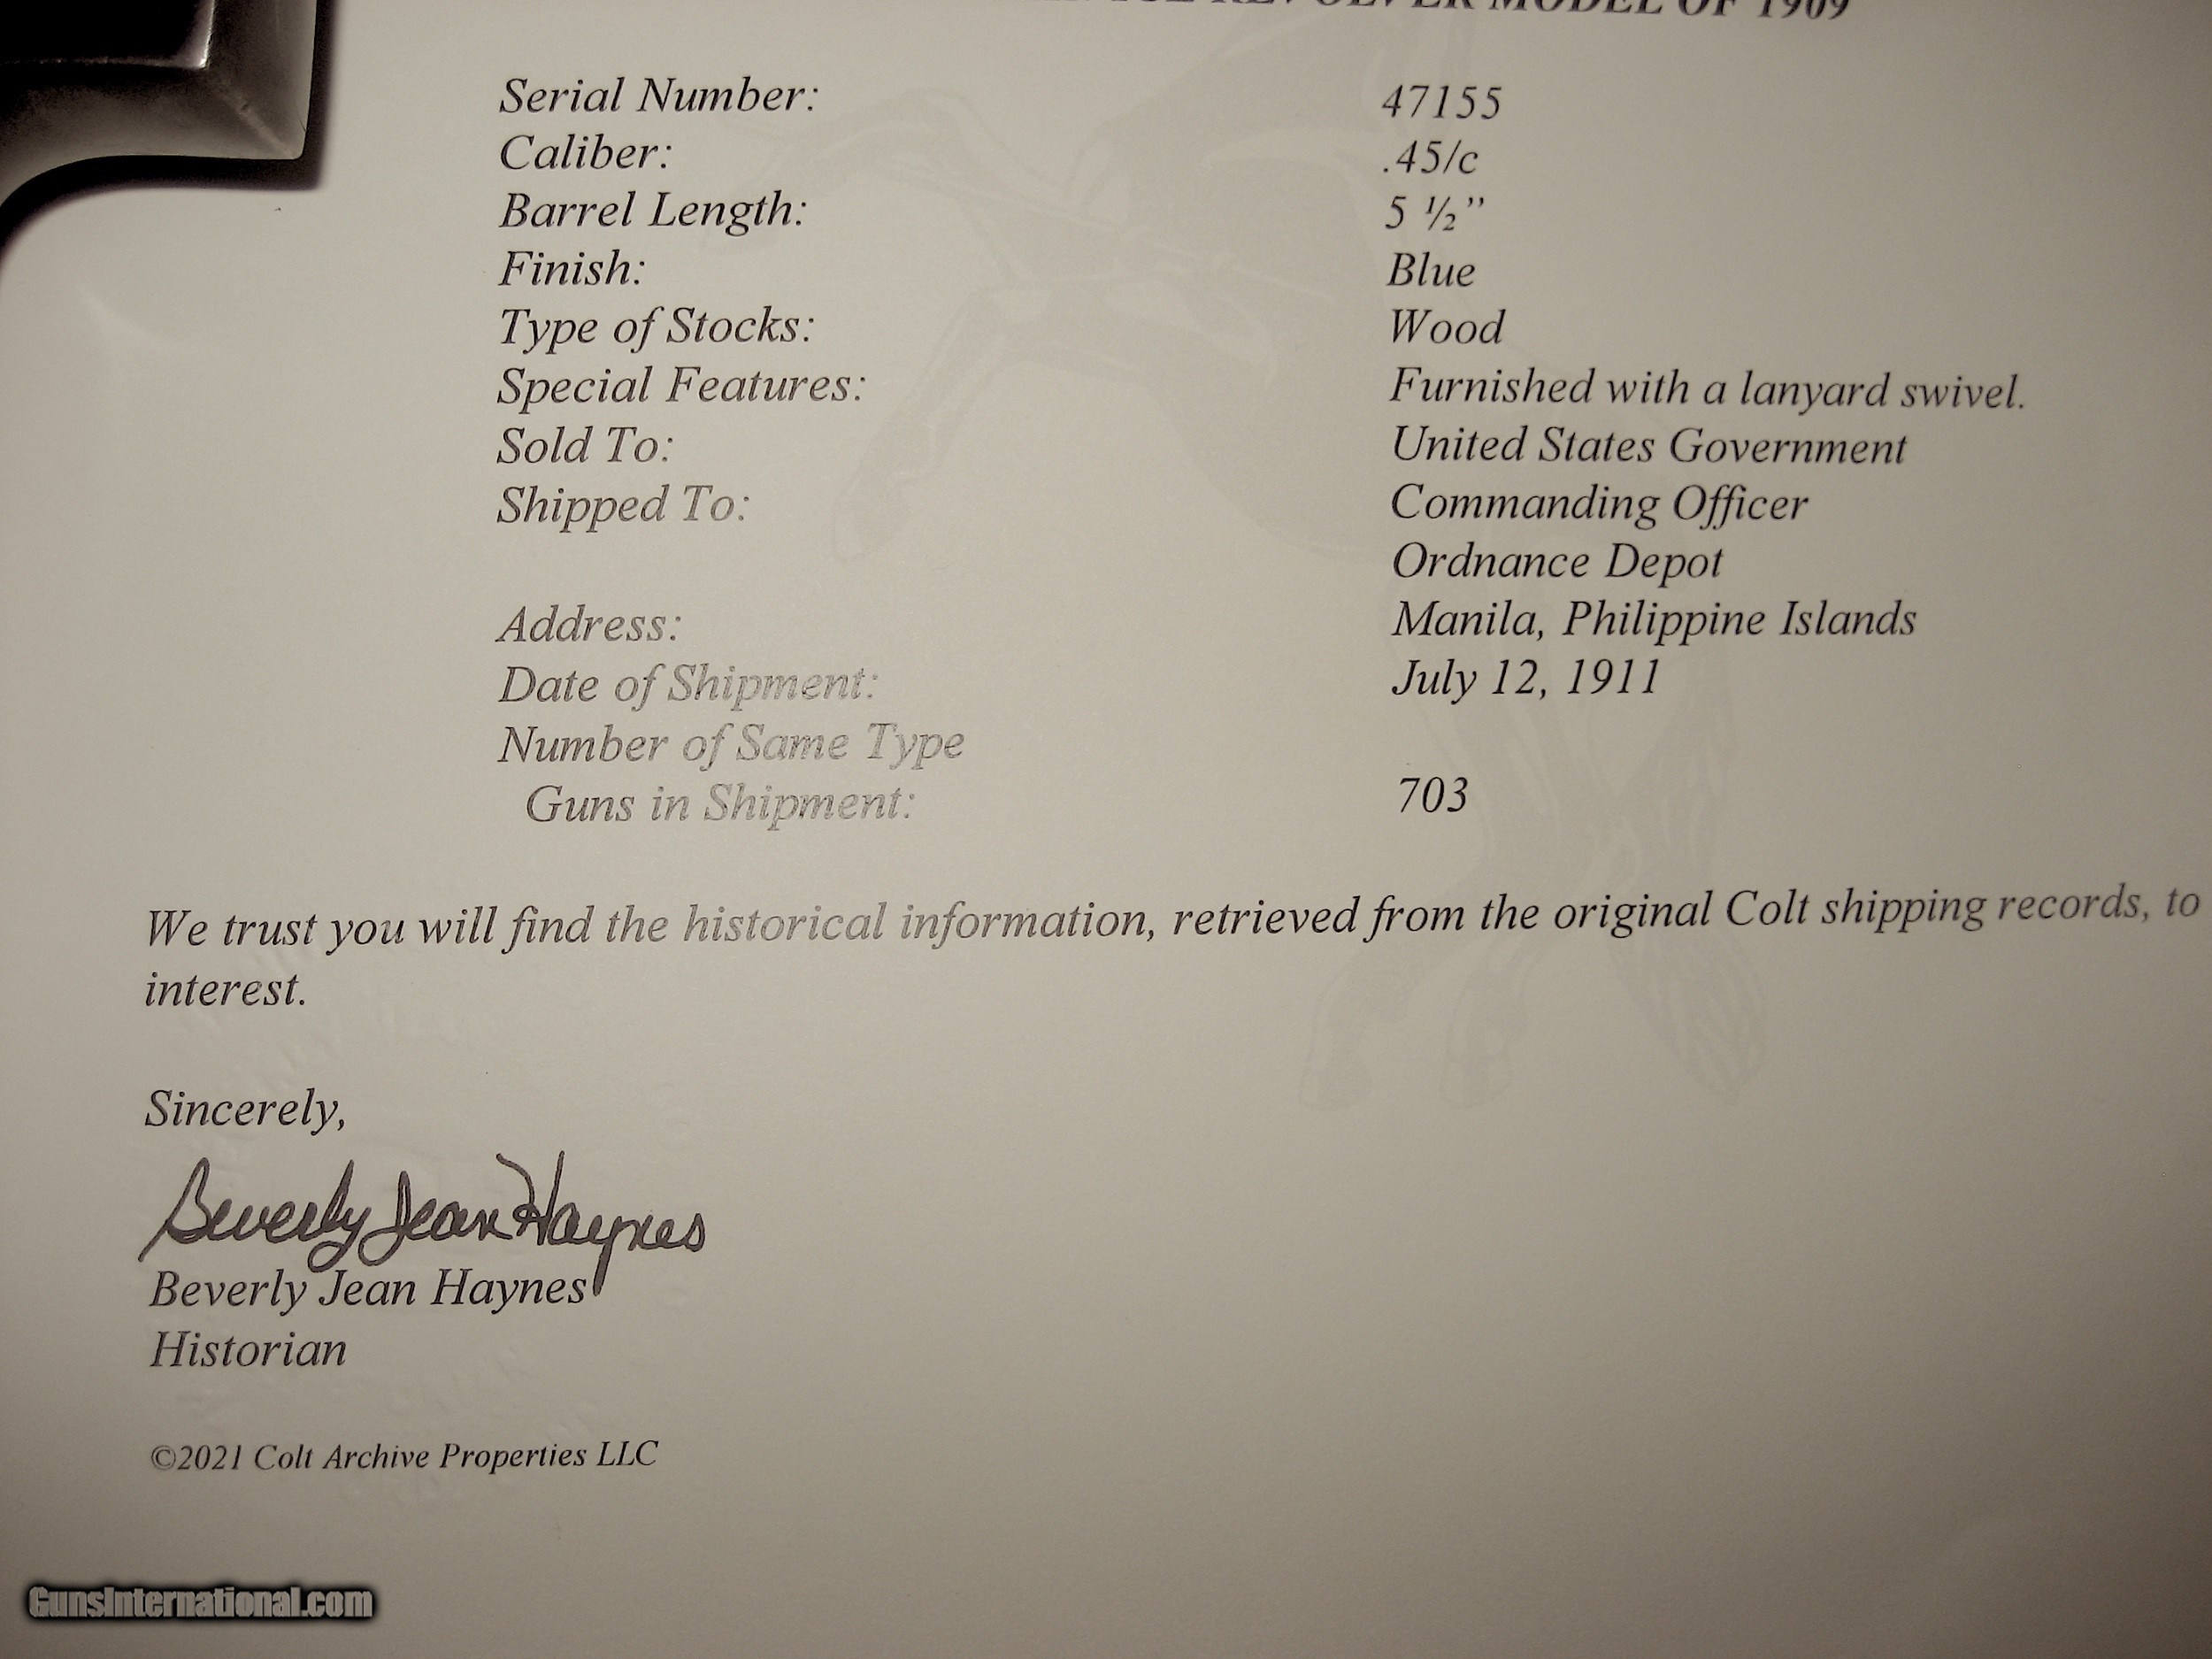 REVOLVER MODEL OF 1909
Serial Number: 47155
Caliber: .45/c
Barrel Length: 5 ½”
Finish: Blue
Type of Stocks: Wood
Special Features: Furnished with a lanyard swivel.
Sold To: United States Government
Shipped To: Commanding Officer
Ordnance Depot
Address: Manila, Philippine Islands
Date of Shipment: July 12, 1911
Number of Same Type
Guns in Shipment: 703
We trust you will find the historical information, retrieved from the original Colt shipping records, to
interest.
Sincerely,
Beverly Jean Haynes
Beverly Jean Haynes
Historian
©2021 Colt Archive Properties LLC
GunsInternational.com